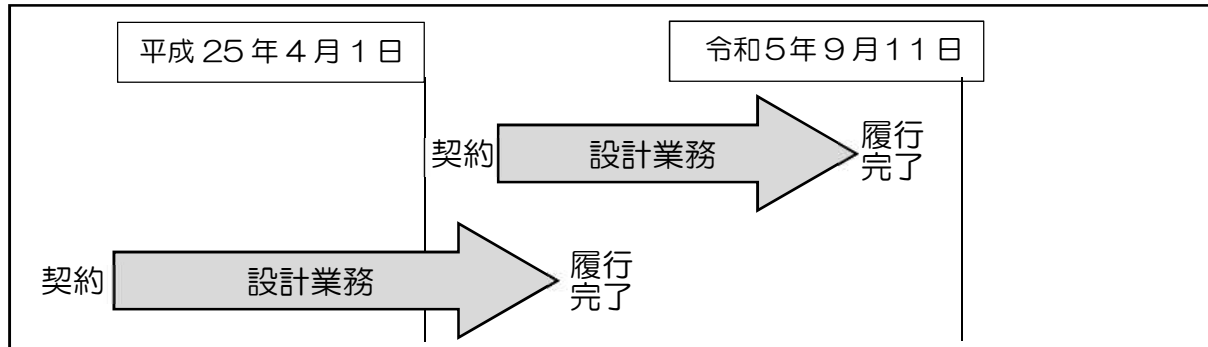 平成25年4月1日
令和5年9月11日
契約
設計業務
履行
完了
契約
設計業務
履行
完了